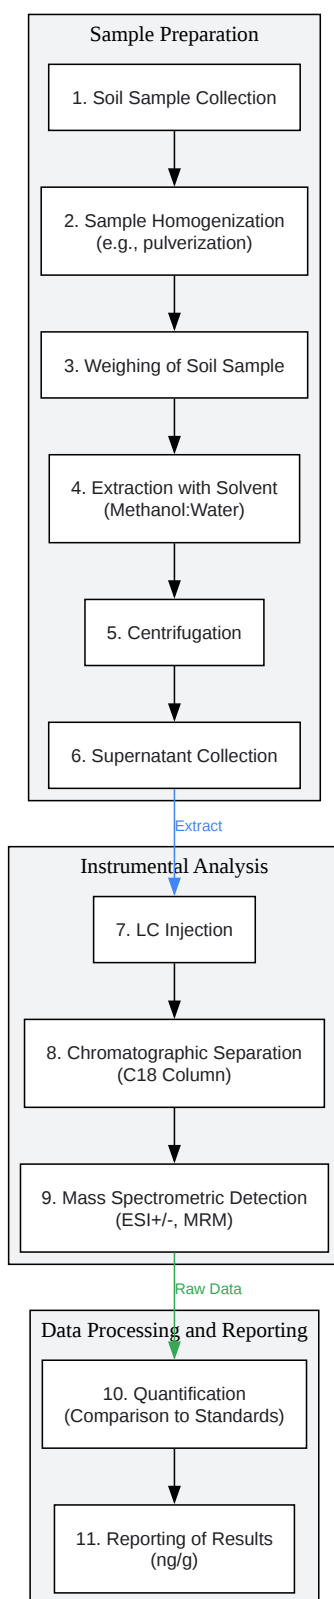 Sample Preparation
1. Soil Sample Collection
2. Sample Homogenization
(e.g., pulverization)
3. Weighing of Soil Sample
4. Extraction with Solvent
(Methanol:Water)
5. Centrifugation
6. Supernatant Collection
Extract
Instrumental Analysis
7. LC Injection
8. Chromatographic Separation
(C18 Column)
9. Mass Spectrometric Detection
(ESI+/-, MRM)
Raw Data
Data Processing and Reporting
10. Quantification
(Comparison to Standards)
11. Reporting of Results
(ng/g)